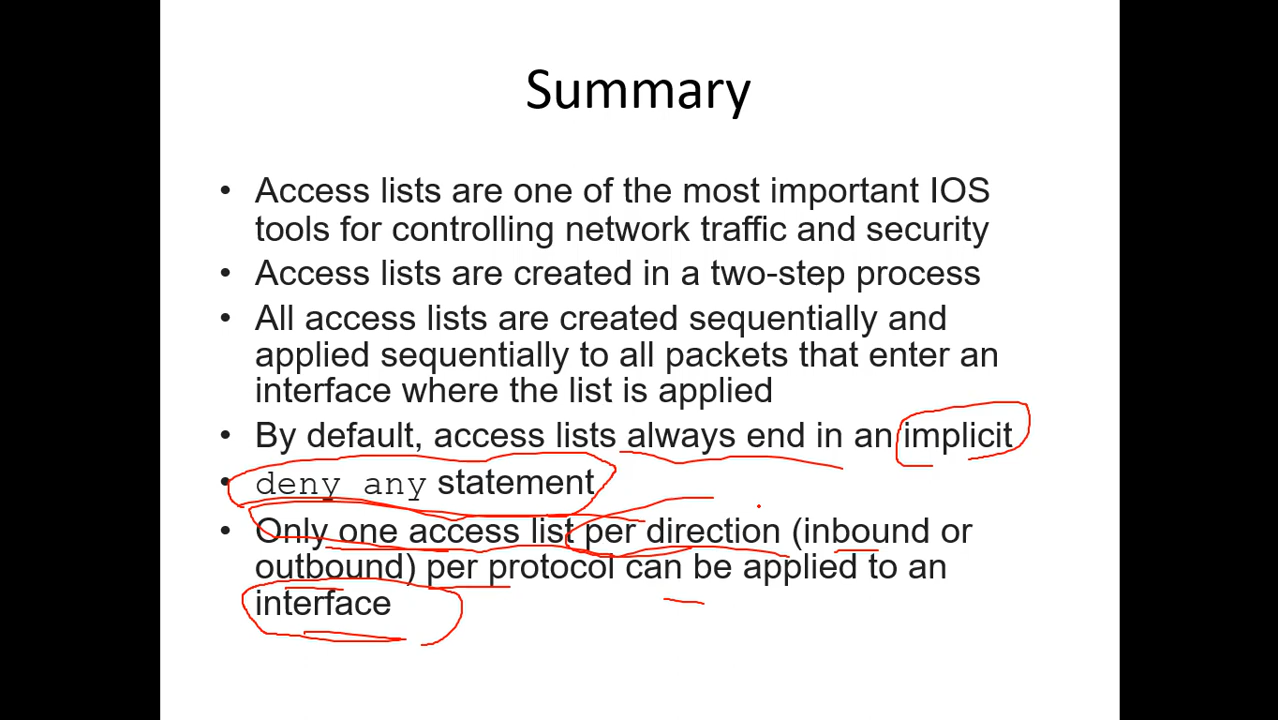 Summary
• Access lists are one of the most important IOS
tools for controlling network traffic and security
• Access lists are created in a two-step process
• All access lists are created sequentially and
applied sequentially to all packets that enter an
interface where the list is applied
• By default, access lists always end in an implicit
• deny any statement
• Only one access list per direction (inbound or
outbound) per protocol can be applied to an
interface